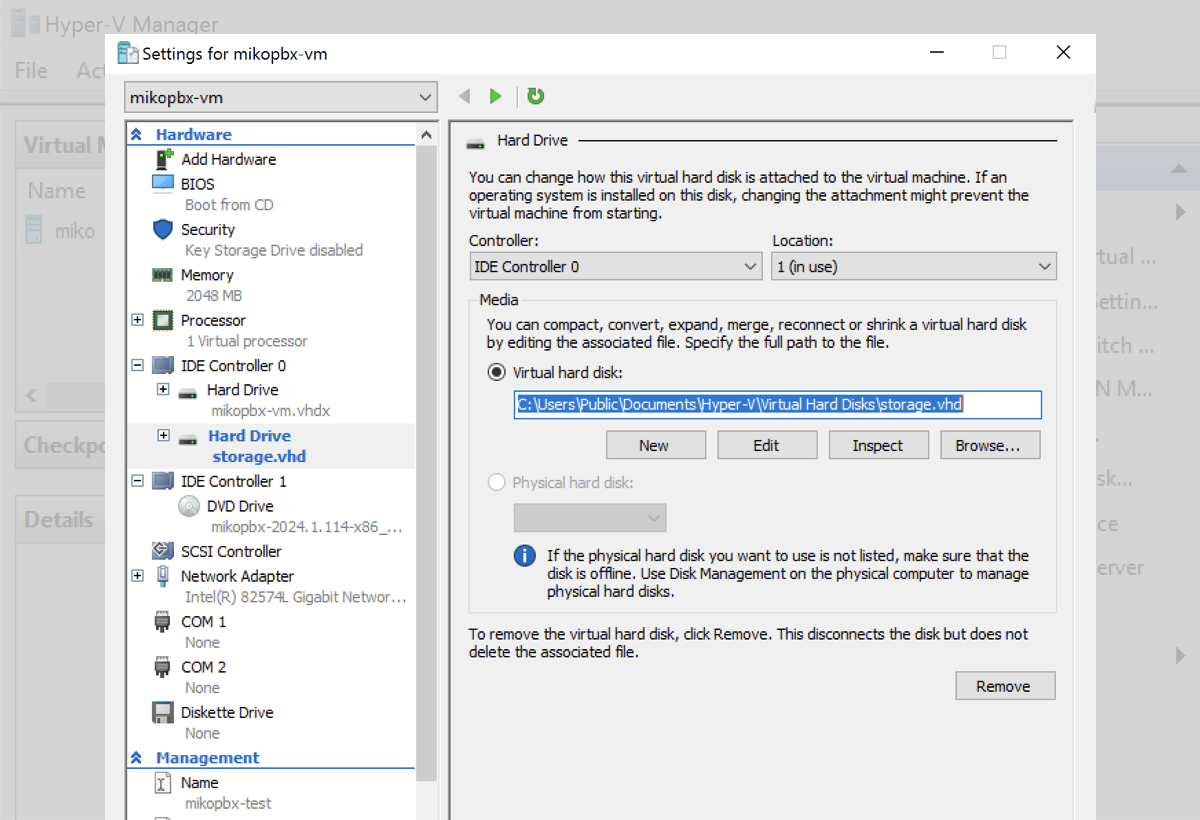 Hyper-V Manager
File
Settings for mikopbx-vm
mikopbx-vm
Hardware
Add Hardware
BIOS
Boot from CD
Security
Key Storage Drive disabled
Memory
2048 MB
Processor
1 Virtual processor
IDE Controller 0
Hard Drive
mikopbx-vm.vhdx
Hard Drive
storage.vhd
IDE Controller 1
DVD Drive
mikopbx-2024.1.114-x86_...
SCSI Controller
Network Adapter
Intel(R) 82574L Gigabit Networ...
COM 1
None
COM 2
None
Diskette Drive
None
Management
Name
mikopbx-test
Hard Drive
You can change how this virtual hard disk is attached to the virtual machine. If an
operating system is installed on this disk, changing the attachment might prevent the
virtual machine from starting.
Controller:
Location:
IDE Controller 0
1 (in use)
Media
You can compact, convert, expand, merge, reconnect or shrink a virtual hard disk
by editing the associated file. Specify the full path to the file.
Virtual hard disk:
C:\Users\Public\Documents\Hyper-V\Virtual Hard Disks\storage.vhd
New
Edit
Inspect
Browse...
Physical hard disk:
If the physical hard disk you want to use is not listed, make sure that the
disk is offline. Use Disk Management on the physical computer to manage
physical hard disks.
To remove the virtual hard disk, click Remove. This disconnects the disk but does not
delete the associated file.
Remove
Virtual
Name
miko
Details